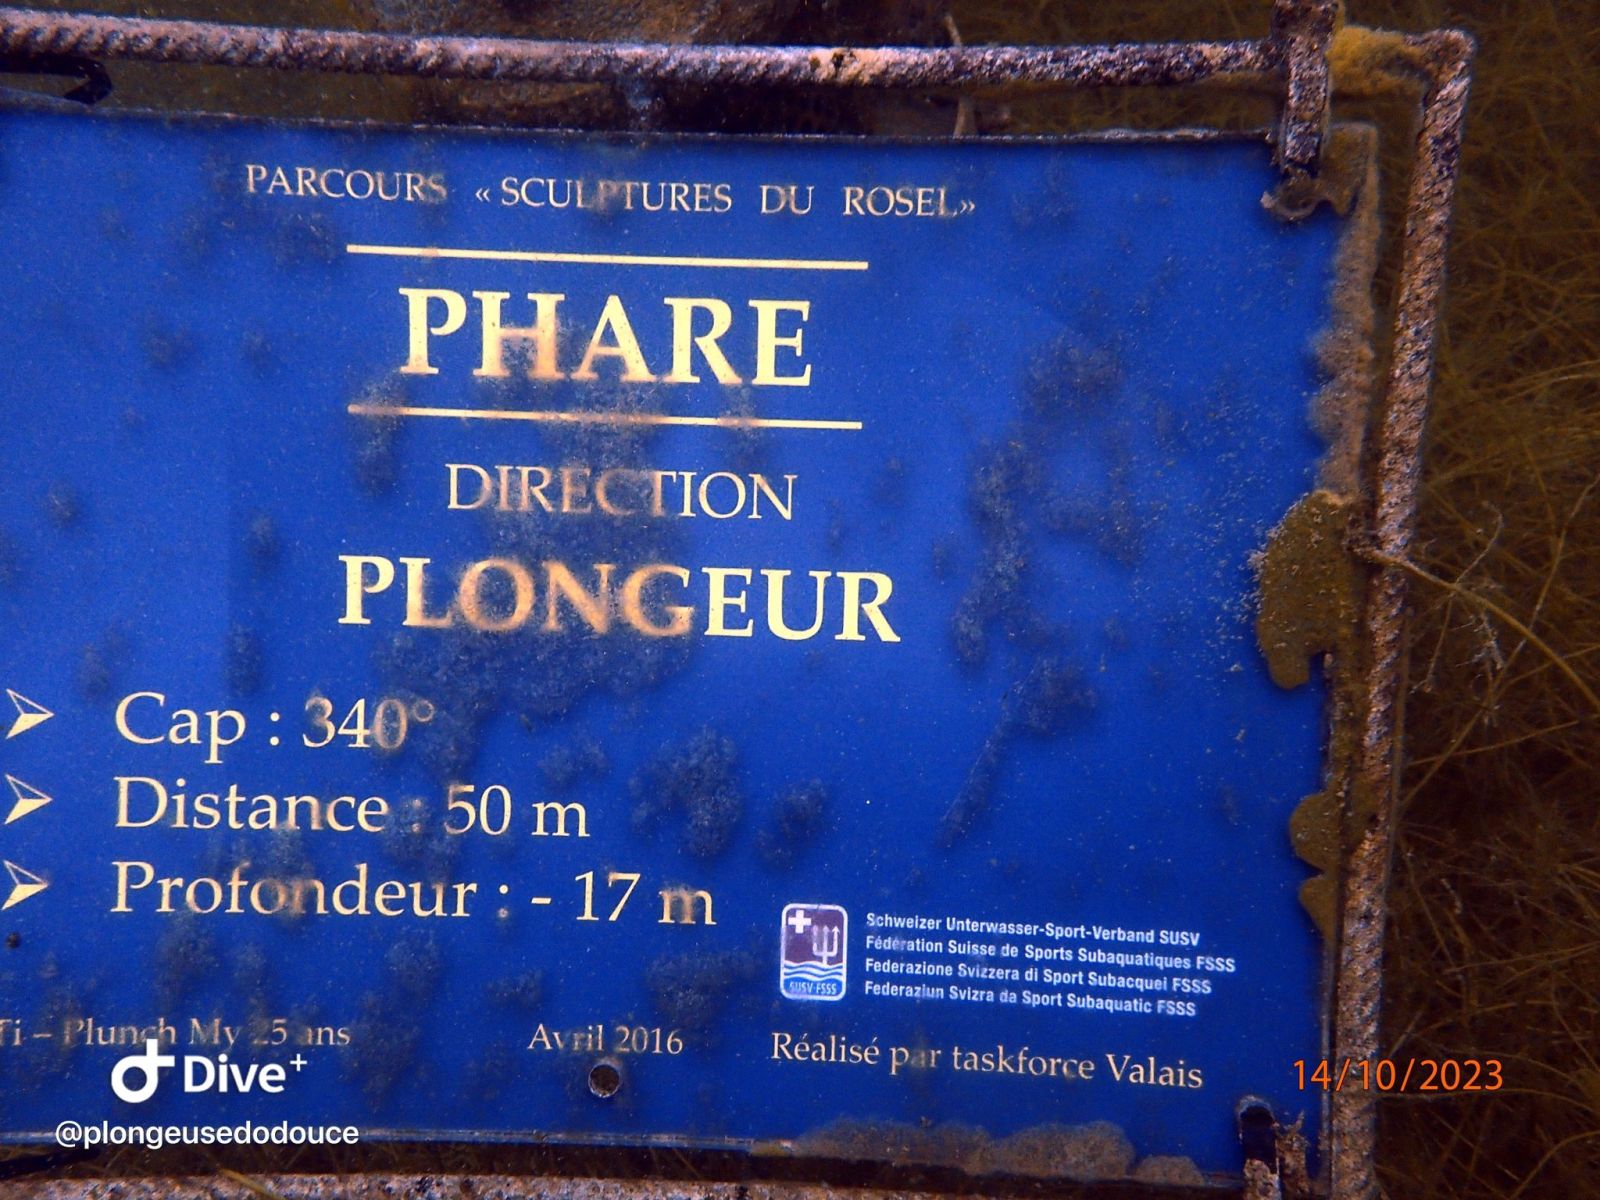 PARCOURS « SCULPTURES DU ROSEL»
PHARE
DIRECTION
PLONGEUR
➢ Cap : 340°
➢ Distance : 50 m
➢ Profondeur : - 17 m
SUSV FSSS
Schweizer Unterwasser-Sport-Verband SUSV
Fédération Suisse de Sports Subaquatiques FSSS
Federazione Svizzera di Sport Subacquei FSSS
Federaziun Svizra da Sport Subaquatic FSSS
Ti – Plunch My 25 ans
Avril 2016
Réalisé par taskforce Valais
14/10/2023
Dive+
@plongeusedodouce